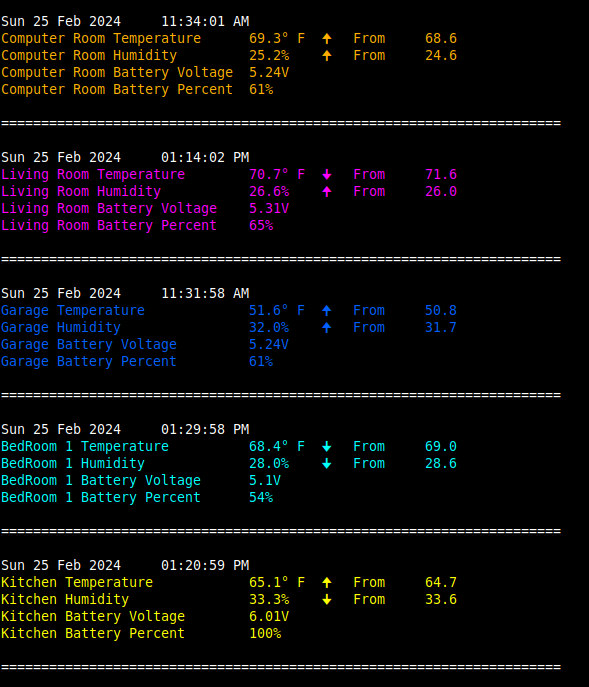 Sun 25 Feb 2024     11:34:01 AM
Computer Room Temperature      69.3° F  🡹  From     68.6
Computer Room Humidity         25.2%    🡹  From     24.6
Computer Room Battery Voltage  5.24V
Computer Room Battery Percent  61%
======================================================================
Sun 25 Feb 2024     01:14:02 PM
Living Room Temperature        70.7° F  🡻  From     71.6
Living Room Humidity           26.6%    🡹  From     26.0
Living Room Battery Voltage    5.31V
Living Room Battery Percent    65%
======================================================================
Sun 25 Feb 2024     11:31:58 AM
Garage Temperature             51.6° F  🡹  From     50.8
Garage Humidity                32.0%    🡹  From     31.7
Garage Battery Voltage         5.24V
Garage Battery Percent         61%
======================================================================
Sun 25 Feb 2024     01:29:58 PM
BedRoom 1 Temperature          68.4° F  🡻  From     69.0
BedRoom 1 Humidity             28.0%    🡻  From     28.6
BedRoom 1 Battery Voltage      5.1V
BedRoom 1 Battery Percent      54%
======================================================================
Sun 25 Feb 2024     01:20:59 PM
Kitchen Temperature            65.1° F  🡹  From     64.7
Kitchen Humidity               33.3%    🡻  From     33.6
Kitchen Battery Voltage        6.01V
Kitchen Battery Percent        100%
======================================================================